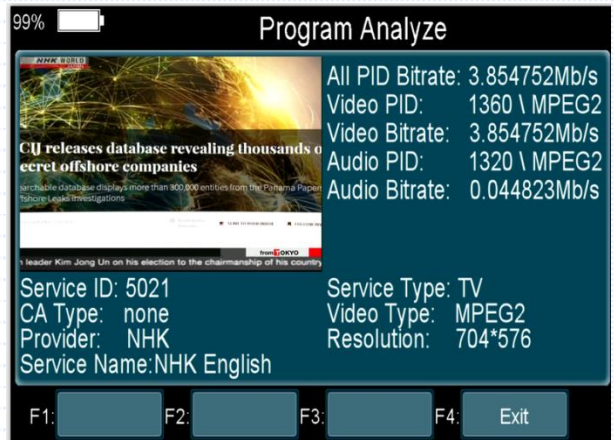 99%
Program Analyze
NHK WORLD
CIJ releases database revealing thousands o
ecret offshore companies
earchable database displays more than 300,000 entities from the Panama Paper
fshore Leaks investigations
from TOKYO
n leader Kim Jong Un on his election to the chairmanship of his country
All PID Bitrate: 3.854752Mb/s
Video PID: 1360 \ MPEG2
Video Bitrate: 3.854752Mb/s
Audio PID: 1320 \ MPEG2
Audio Bitrate: 0.044823Mb/s
Service ID: 5021
CA Type: none
Provider: NHK
Service Name:NHK English
Service Type: TV
Video Type: MPEG2
Resolution: 704*576
F1: F2: F3: F4: Exit